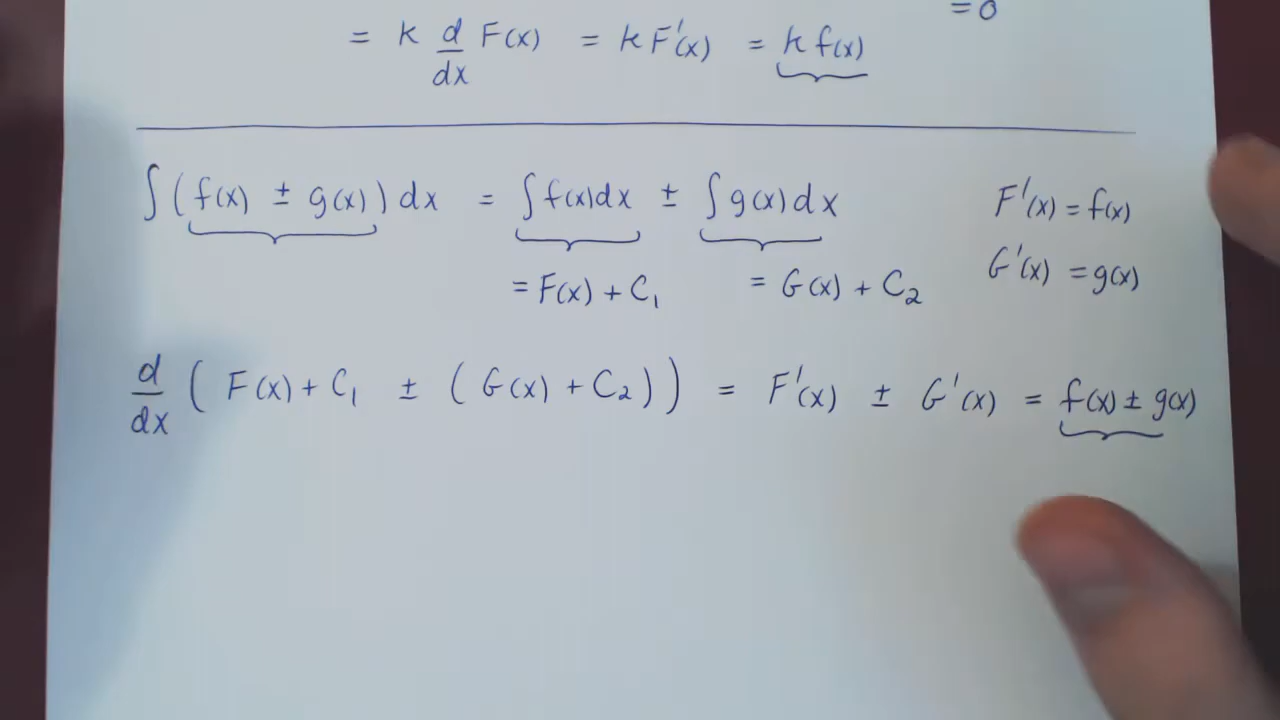 = 0
= k d/dx F(x) = k F'(x) = k f(x)
∫ ( f(x) ± g(x) ) dx = ∫ f(x)dx ± ∫ g(x)dx
F'(x) = f(x)
G'(x) = g(x)
= F(x) + C₁ = G(x) + C₂
d/dx ( F(x) + C₁ ± ( G(x) + C₂ ) ) = F'(x) ± G'(x) = f(x) ± g(x)